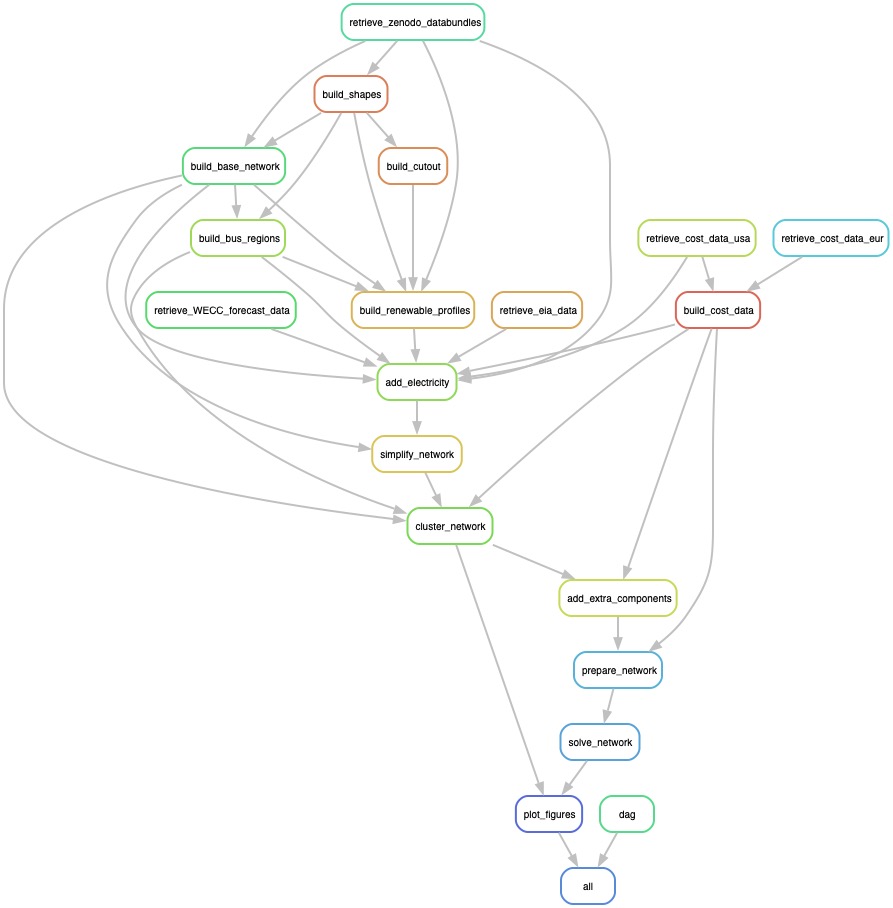 retrieve_zenodo_databundles
build_shapes
build_base_network
build_cutout
build_bus_regions
retrieve_cost_data_usa
retrieve_cost_data_eur
retrieve_WECC_forecast_data
build_renewable_profiles
retrieve_eia_data
build_cost_data
add_electricity
simplify_network
cluster_network
add_extra_components
prepare_network
solve_network
plot_figures
dag
all